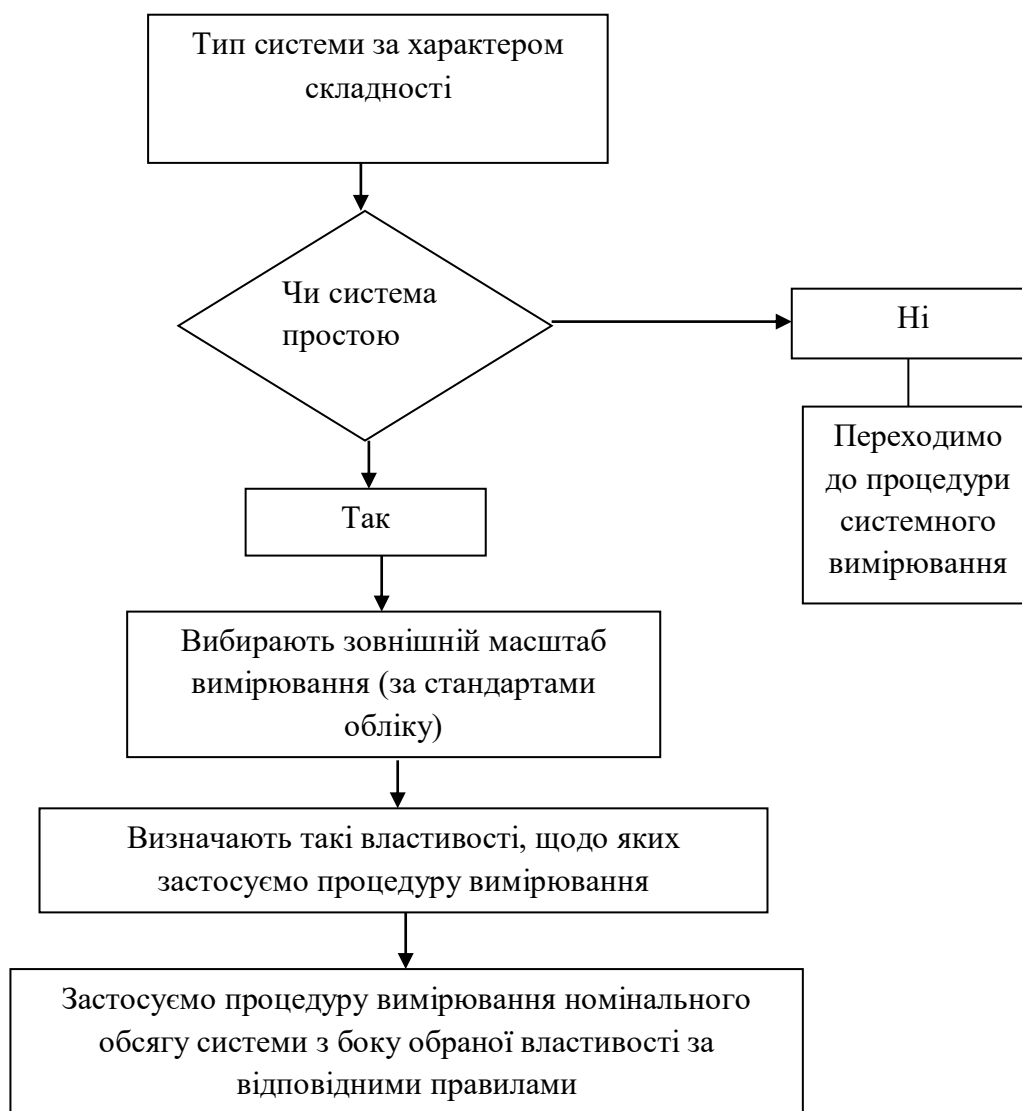 Тип системи за характером
складності
Чи система
простою
Ні
Переходимо
до процедури
системного
вимірювання
Так
Вибирають зовнішній масштаб
вимірювання (за стандартами
обліку)
Визначають такі властивості, щодо яких
застосуємо процедуру вимірювання
Застосуємо процедуру вимірювання номінального
обсягу системи з боку обраної властивості за
відповідними правилами